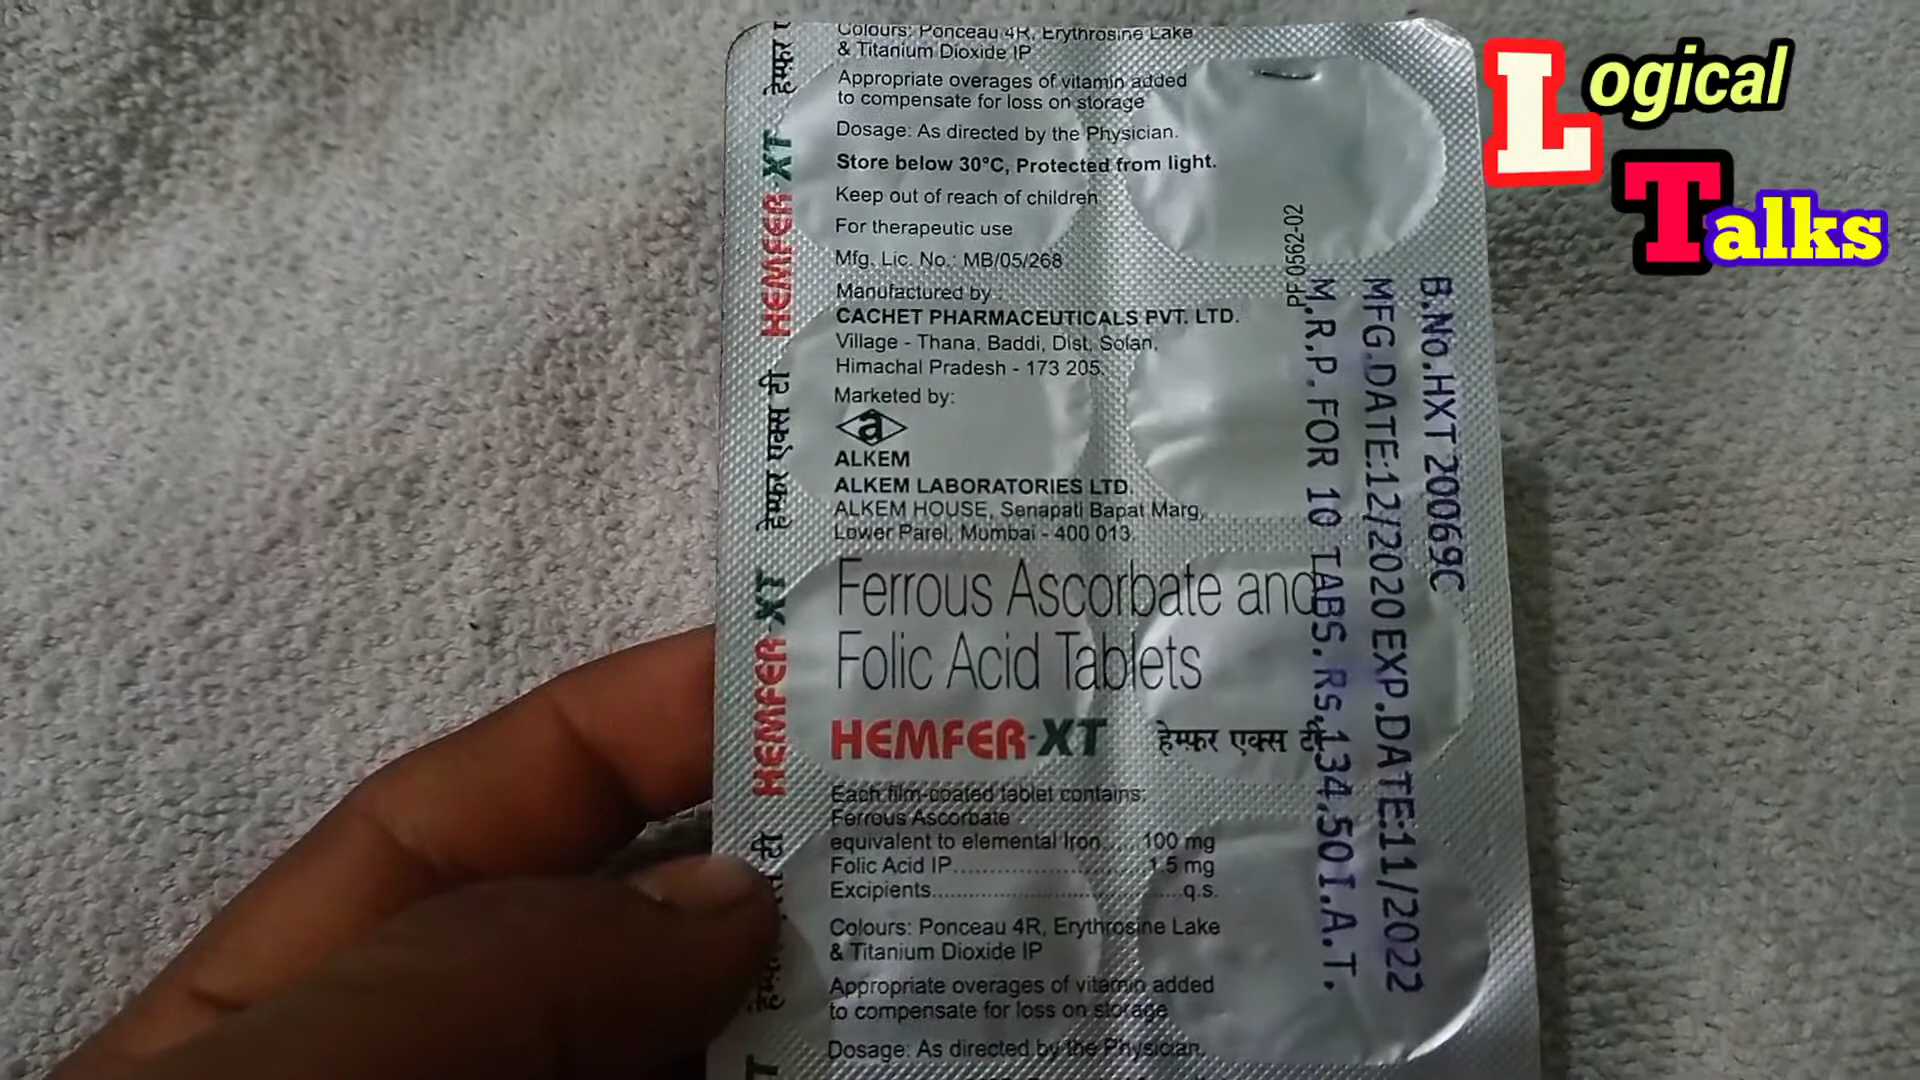 Colours: Ponceau 4R, Erythrosine Lake
& Titanium Dioxide IP
Appropriate overages of vitamin added
to compensate for loss on storage
Dosage: As directed by the Physician.
Store below 30°C, Protected from light.
Keep out of reach of children
For therapeutic use
Mfg. Lic. No.: MB/05/268
Manufactured by :
CACHET PHARMACEUTICALS PVT. LTD.
Village - Thana, Baddi, Dist. Solan,
Himachal Pradesh - 173 205.
Marketed by:
a
ALKEM
ALKEM LABORATORIES LTD.
ALKEM HOUSE, Senapati Bapat Marg,
Lower Parel, Mumbai - 400 013.
Ferrous Ascorbate and
Folic Acid Tablets
HEMFER-XT हेम्फर एक्स टी
Each film-coated tablet contains:
Ferrous Ascorbate
equivalent to elemental Iron.... 100 mg
Folic Acid IP........................ 1.5 mg
Excipients................................q.s.
Colours: Ponceau 4R, Erythrosine Lake
& Titanium Dioxide IP
Appropriate overages of vitamin added
to compensate for loss on storage
Dosage: As directed by the Physician.
हेम्फर
HEMFER-XT
हेम्फर एक्स टी
HEMFER-XT
टी
T
PF0562-02
M.R.P. FOR 10 TABS. Rs.134.50 I.A.T.
MFG.DATE:12/2020 EXP.DATE:11/2022
B.No.HXT20069C
Logical
Talks